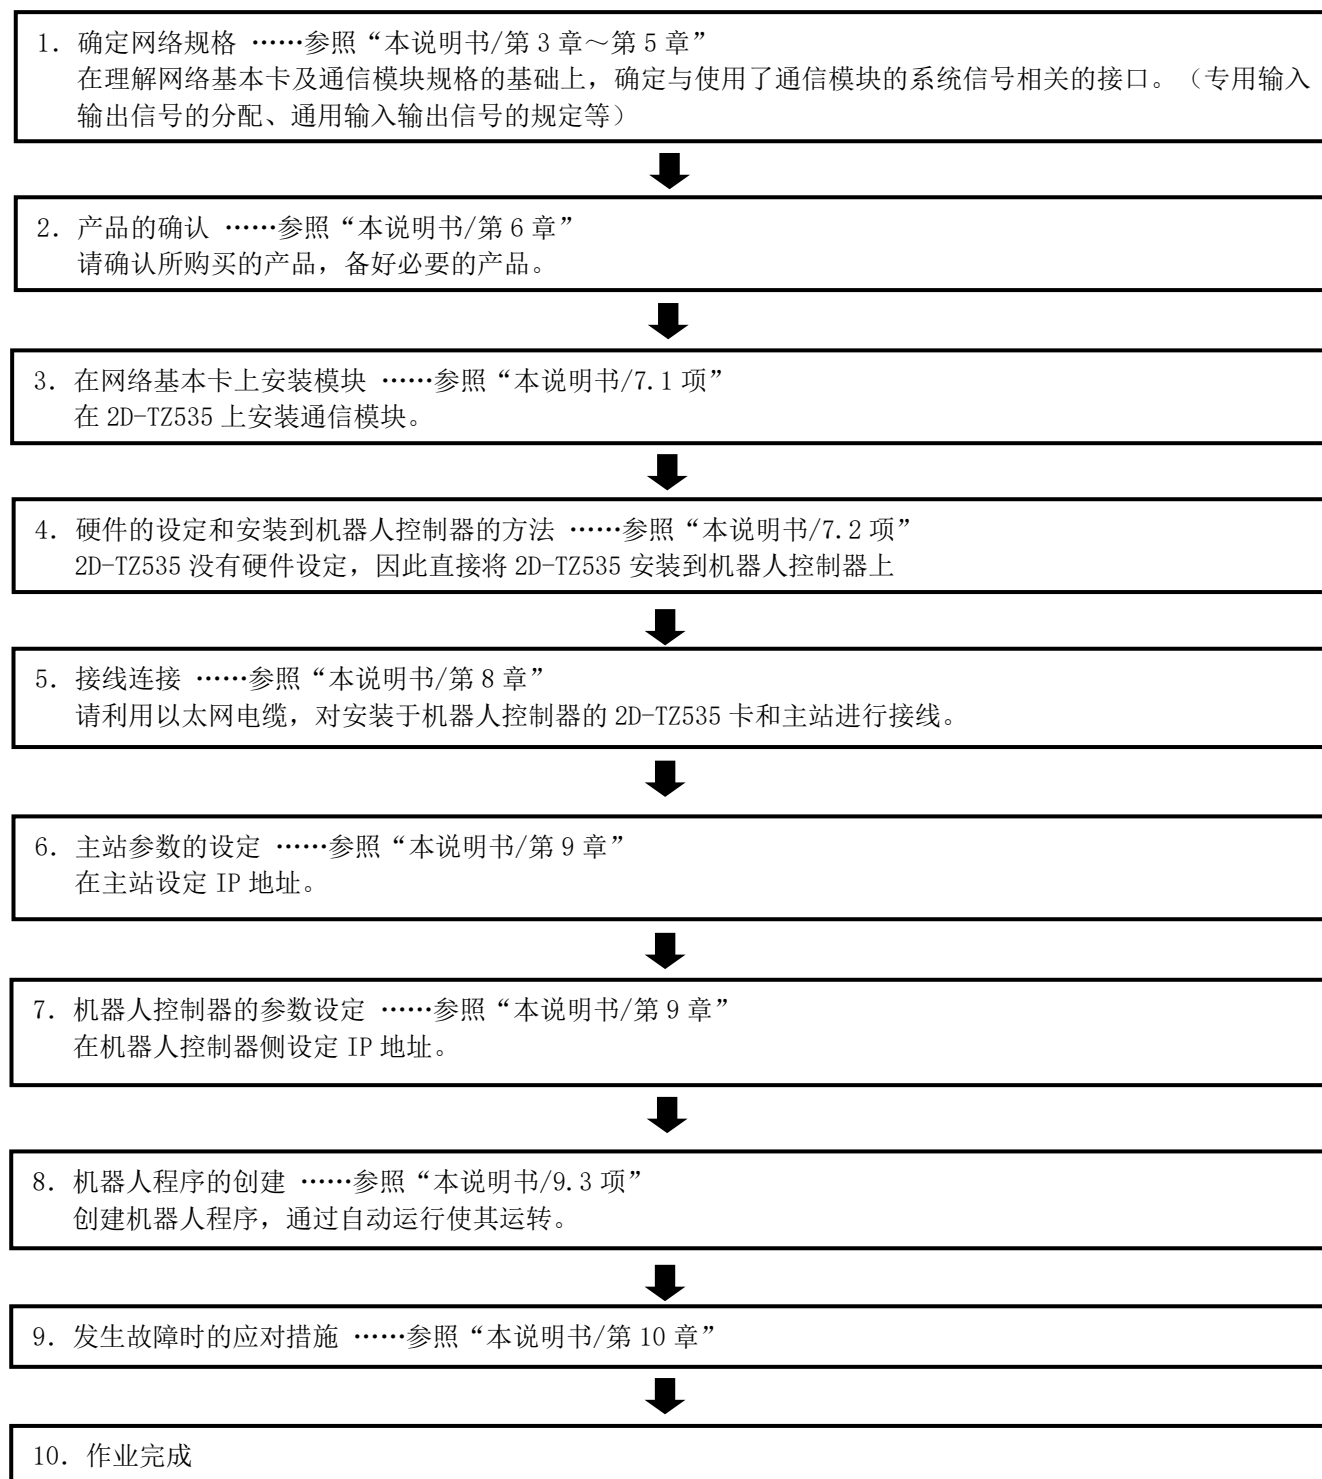 1. 确定网络规格 ……参照“本说明书/第 3 章～第 5 章”
在理解网络基本卡及通信模块规格的基础上，确定与使用了通信模块的系统信号相关的接口。（专用输入
输出信号的分配、通用输入输出信号的规定等）
2. 产品的确认 ……参照“本说明书/第 6 章”
请确认所购买的产品，备好必要的产品。
3. 在网络基本卡上安装模块 ……参照“本说明书/7.1 项”
在 2D-TZ535 上安装通信模块。
4. 硬件的设定和安装到机器人控制器的方法 ……参照“本说明书/7.2 项”
2D-TZ535 没有硬件设定，因此直接将 2D-TZ535 安装到机器人控制器上
5. 接线连接 ……参照“本说明书/第 8 章”
请利用以太网电缆，对安装于机器人控制器的 2D-TZ535 卡和主站进行接线。
6. 主站参数的设定 ……参照“本说明书/第 9 章”
在主站设定 IP 地址。
7. 机器人控制器的参数设定 ……参照“本说明书/第 9 章”
在机器人控制器侧设定 IP 地址。
8. 机器人程序的创建 ……参照“本说明书/9.3 项”
创建机器人程序，通过自动运行使其运转。
9. 发生故障时的应对措施 ……参照“本说明书/第 10 章”
10. 作业完成